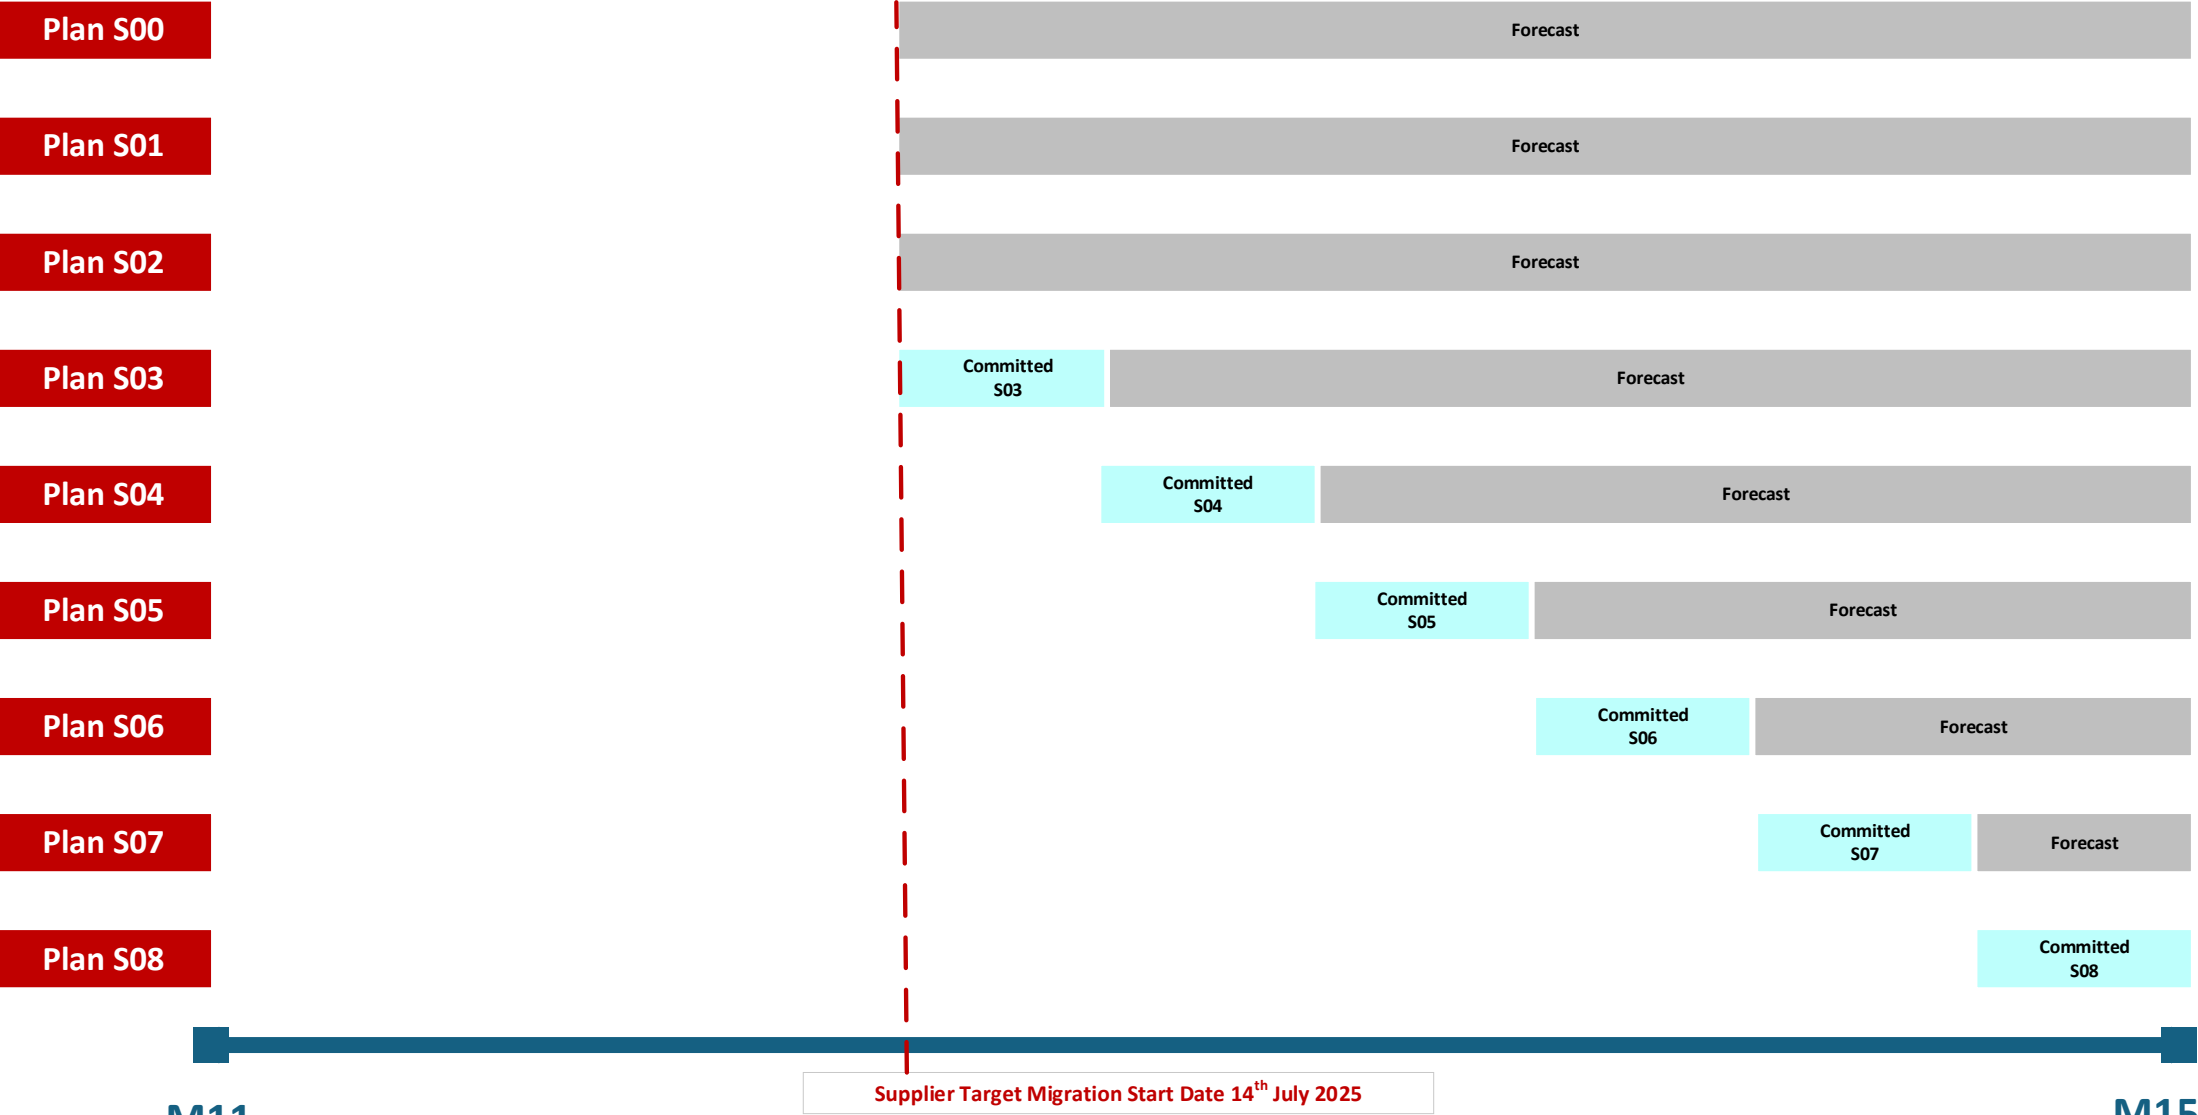 Plan S00
Forecast
Plan S01
Forecast
Plan S02
Forecast
Plan S03
Committed
S03
Forecast
Plan S04
Committed
S04
Forecast
Plan S05
Committed
S05
Forecast
Plan S06
Committed
S06
Forecast
Plan S07
Committed
S07
Forecast
Plan S08
Committed
S08
Supplier Target Migration Start Date 14th July 2025
M11
M15